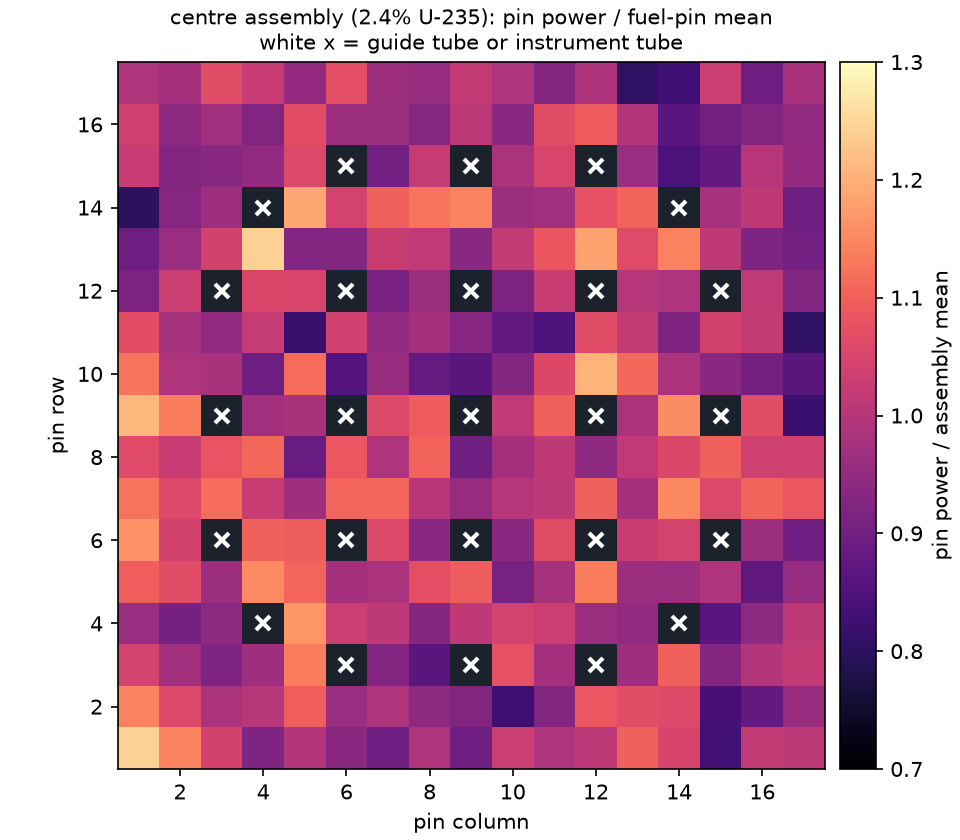 centre assembly (2.4% U-235): pin power / fuel-pin mean
white x = guide tube or instrument tube
16
14
12
10
8
6
4
2
pin row
2 4 6 8 10 12 14 16
pin column
1.3
1.2
1.1
1.0
0.9
0.8
0.7
pin power / assembly mean